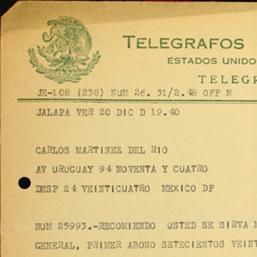 TELEGRAFOS
ESTADOS UNIDO
TELEGR
JE-108 (238) NUM 26. 31/2.48 OFF M
JALAPA VER 20 DIC D 19.40
CARLOS MARTINEZ DEL RIO
AV URUGUAY 94 NOVENTA Y CUATRO
DESP 24 VEINTICUATRO MEXICO DF
NUM 25993.-RECOMIENDO USTED SE SIRVA
GENERAL, PRIMER ABONO SETECIENTOS VEINT